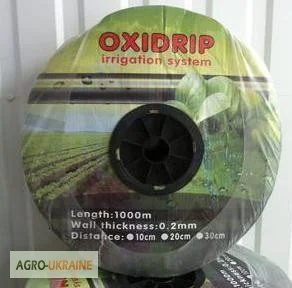 OXIDRIP
irrigation system
Length:1000m
Wall thickness:0.2mm
Distance: 10cm 20cm 30cm
AGRO-UKRAINE